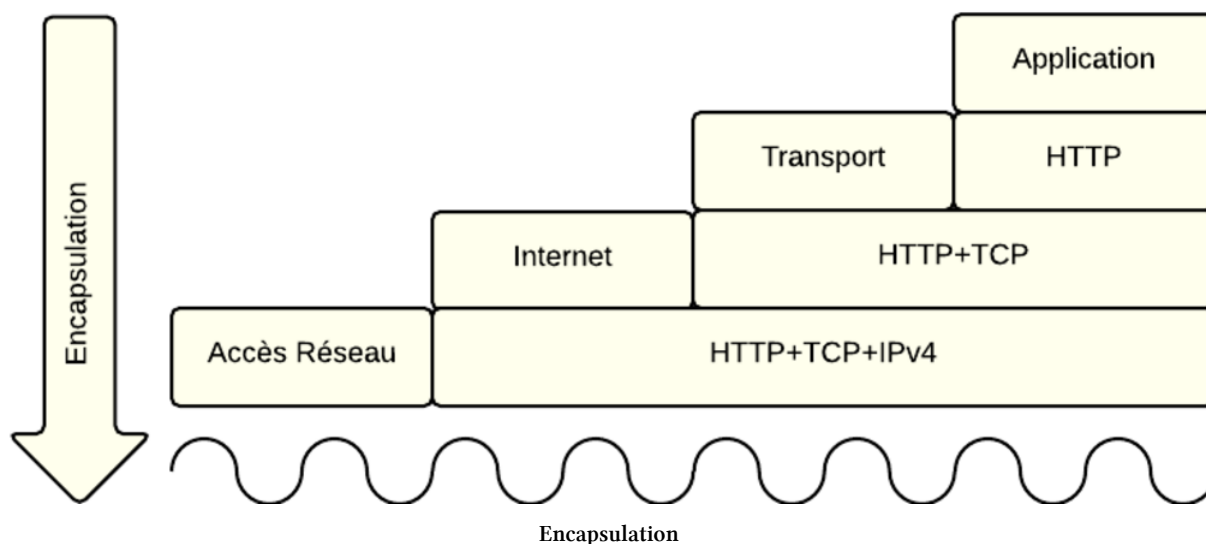 Encapsulation
Application
Transport
HTTP
Internet
HTTP+TCP
Accès Réseau
HTTP+TCP+IPv4
Encapsulation